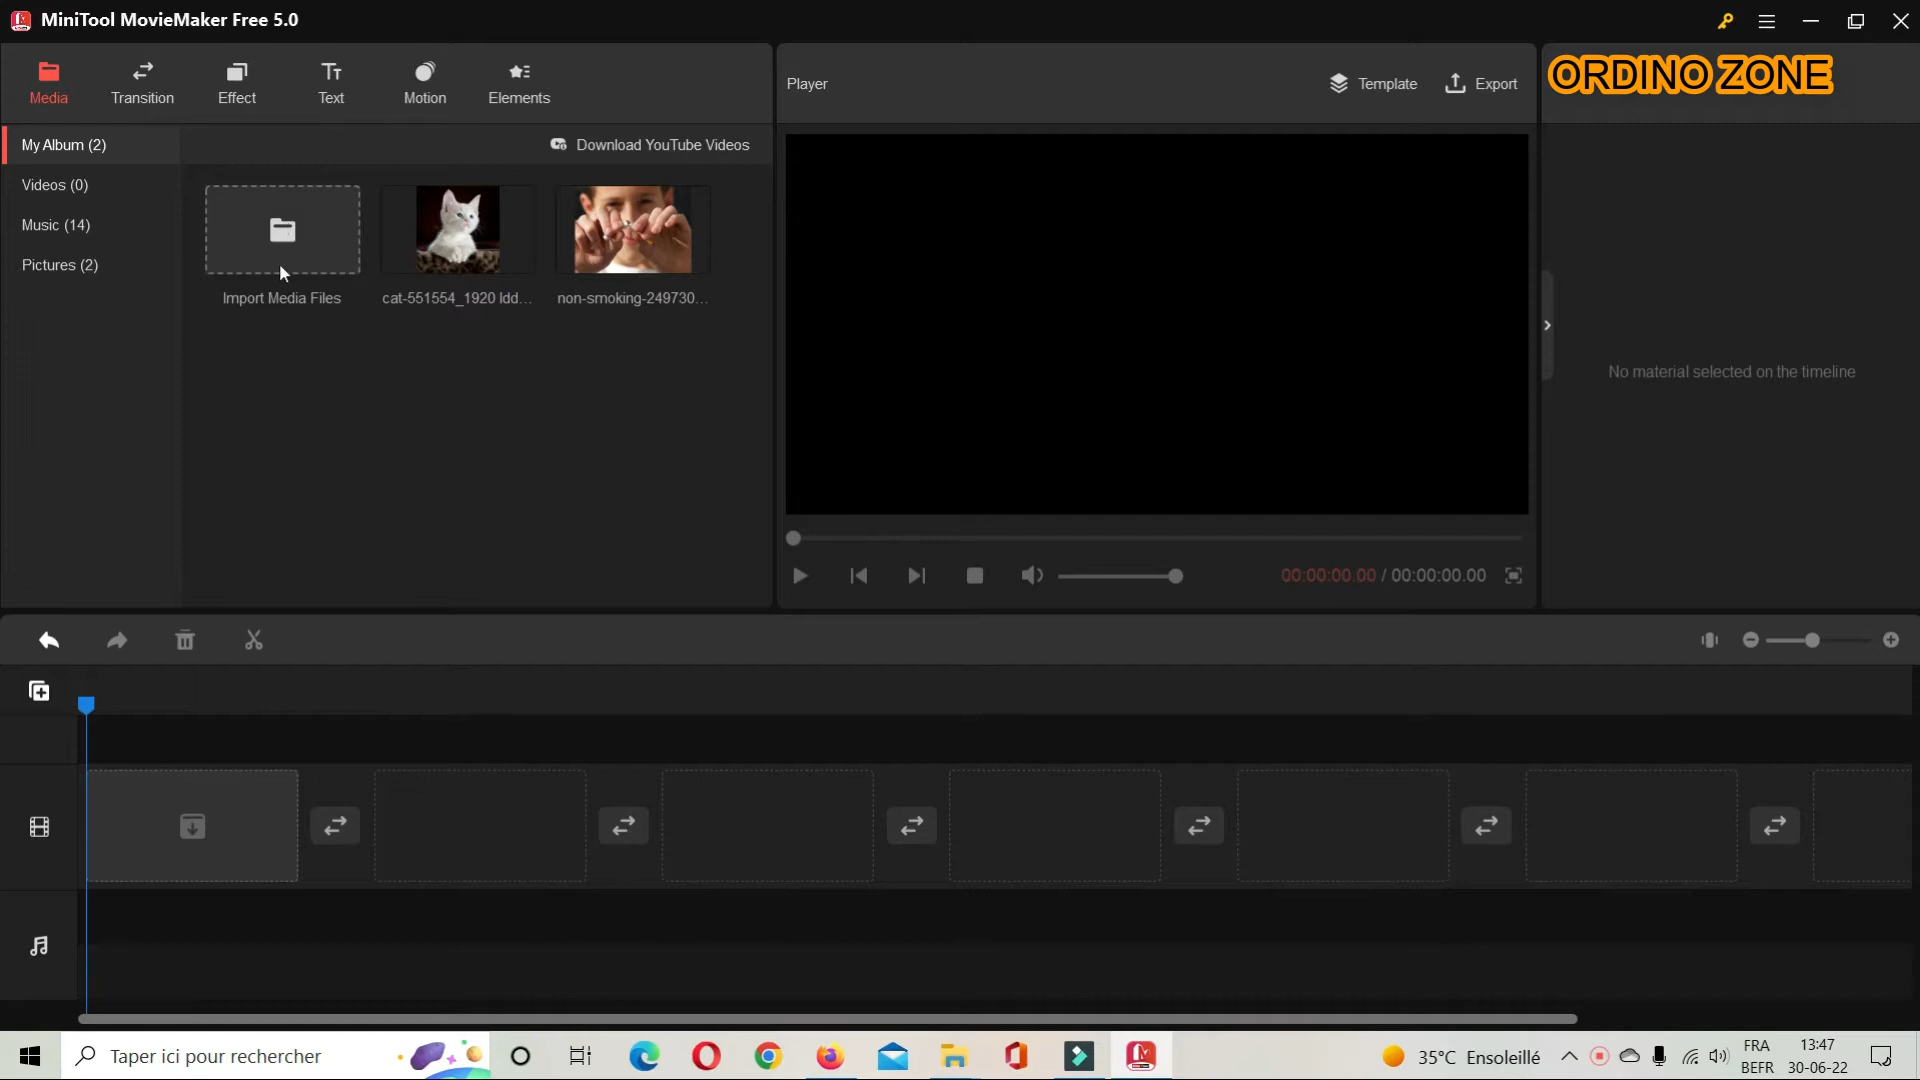 MiniTool MovieMaker Free 5.0
Media
Transition
Effect
Text
Motion
Elements
Player
Template
Export
ORDINO ZONE
My Album (2)
Download YouTube Videos
Videos (0)
Music (14)
Pictures (2)
Import Media Files
cat-551554_1920 ldd...
non-smoking-249730...
No material selected on the timeline
00:00:00.00 / 00:00:00.00
Taper ici pour rechercher
35°C Ensoleillé
FRA
BEFR
13:47
30-06-22